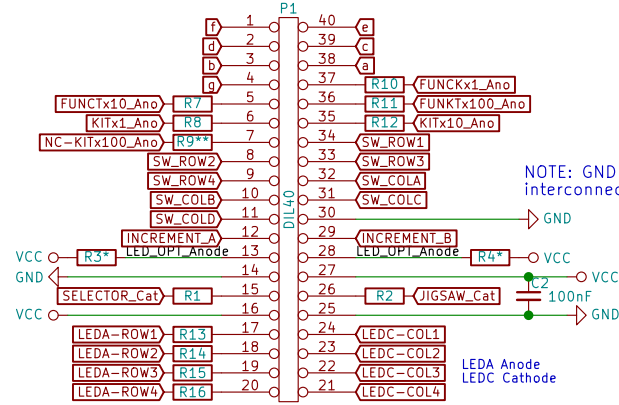 P1
f 1 40 e
d 2 39 c
b 3 38 a
g 4 37 R10 FUNCKx1_Ano
FUNCTx10_Ano R7 5 36 R11 FUNKTx100_Ano
KITx1_Ano R8 6 35 R12 KITx10_Ano
NC-KITx100_Ano R9** 7 34 SW_ROW1
SW_ROW2 8 33 SW_ROW3
SW_ROW4 9 32 SW_COLA
SW_COLB 10 31 SW_COLC
SW_COLD 11 30 GND
INCREMENT_A 12 29 INCREMENT_B
VCC R3* LED_OPT_Anode 13 28 LED_OPT_Anode R4* VCC
GND 14 27 VCC
SELECTOR_Cat R1 15 26 R2 JIGSAW_Cat
VCC 16 25 GND
LEDA-ROW1 R13 17 24 LEDC-COL1
LEDA-ROW2 R14 18 23 LEDC-COL2
LEDA-ROW3 R15 19 22 LEDC-COL3
LEDA-ROW4 R16 20 21 LEDC-COL4
DIL40
NOTE: GND
interconnec
C2
100nF
LEDA Anode
LEDC Cathode